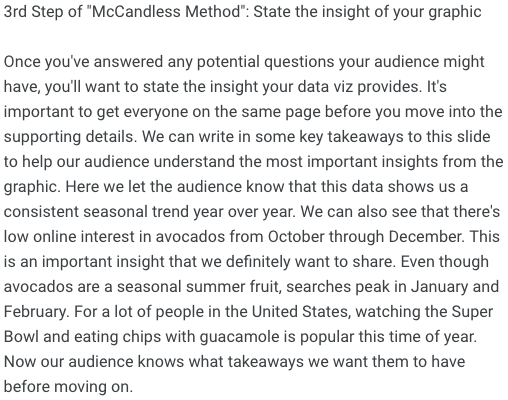 3rd Step of "McCandless Method": State the insight of your graphic
Once you've answered any potential questions your audience might
have, you'll want to state the insight your data viz provides. It's
important to get everyone on the same page before you move into the
supporting details. We can write in some key takeaways to this slide
to help our audience understand the most important insights from the
graphic. Here we let the audience know that this data shows us a
consistent seasonal trend year over year. We can also see that there's
low online interest in avocados from October through December. This
is an important insight that we definitely want to share. Even though
avocados are a seasonal summer fruit, searches peak in January and
February. For a lot of people in the United States, watching the Super
Bowl and eating chips with guacamole is popular this time of year.
Now our audience knows what takeaways we want them to have
before moving on.